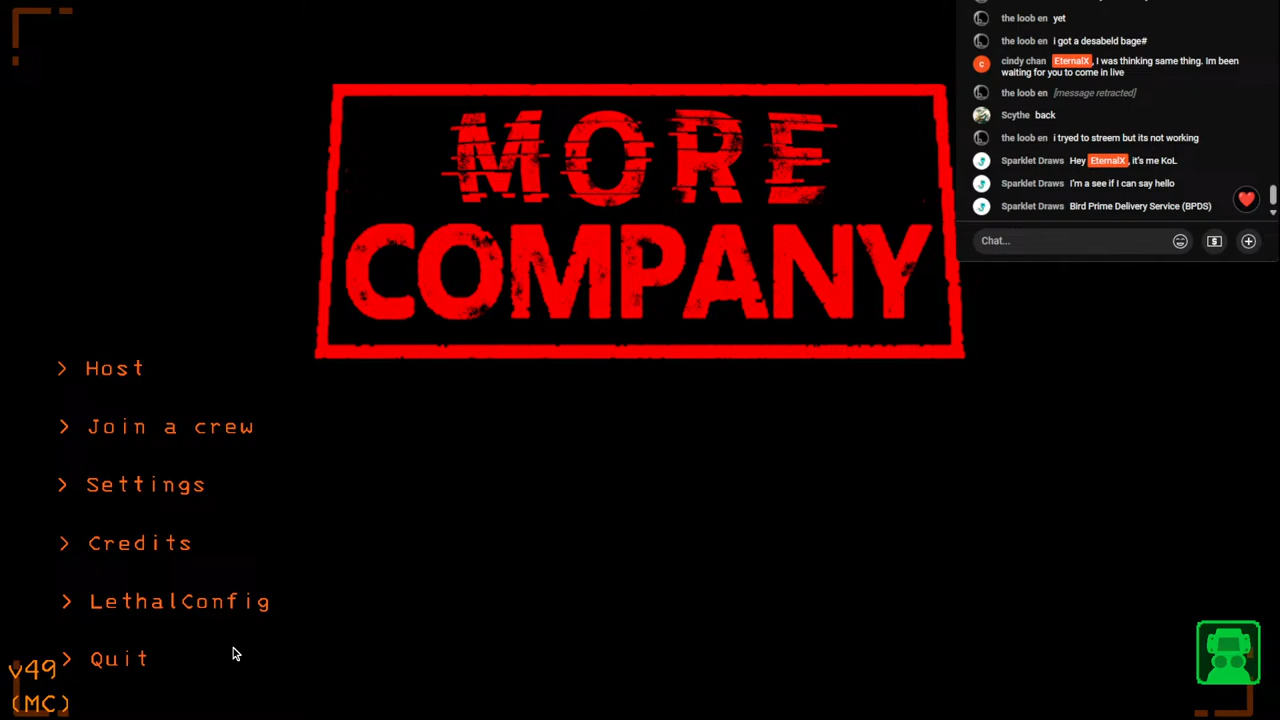 the loob en yet
the loob en i got a desabeld bage#
cindy chan EternalX, I was thinking same thing. Im been
waiting for you to come in live
the loob en [message retracted]
Scythe back
the loob en i tryed to streem but its not working
Sparklet Draws Hey EternalX, it's me KoL
Sparklet Draws I'm a see if I can say hello
Sparklet Draws Bird Prime Delivery Service (BPDS)
Chat...
MORE
COMPANY
> Host
> Join a crew
> Settings
> Credits
> LethalConfig
> Quit
v49
(MC)